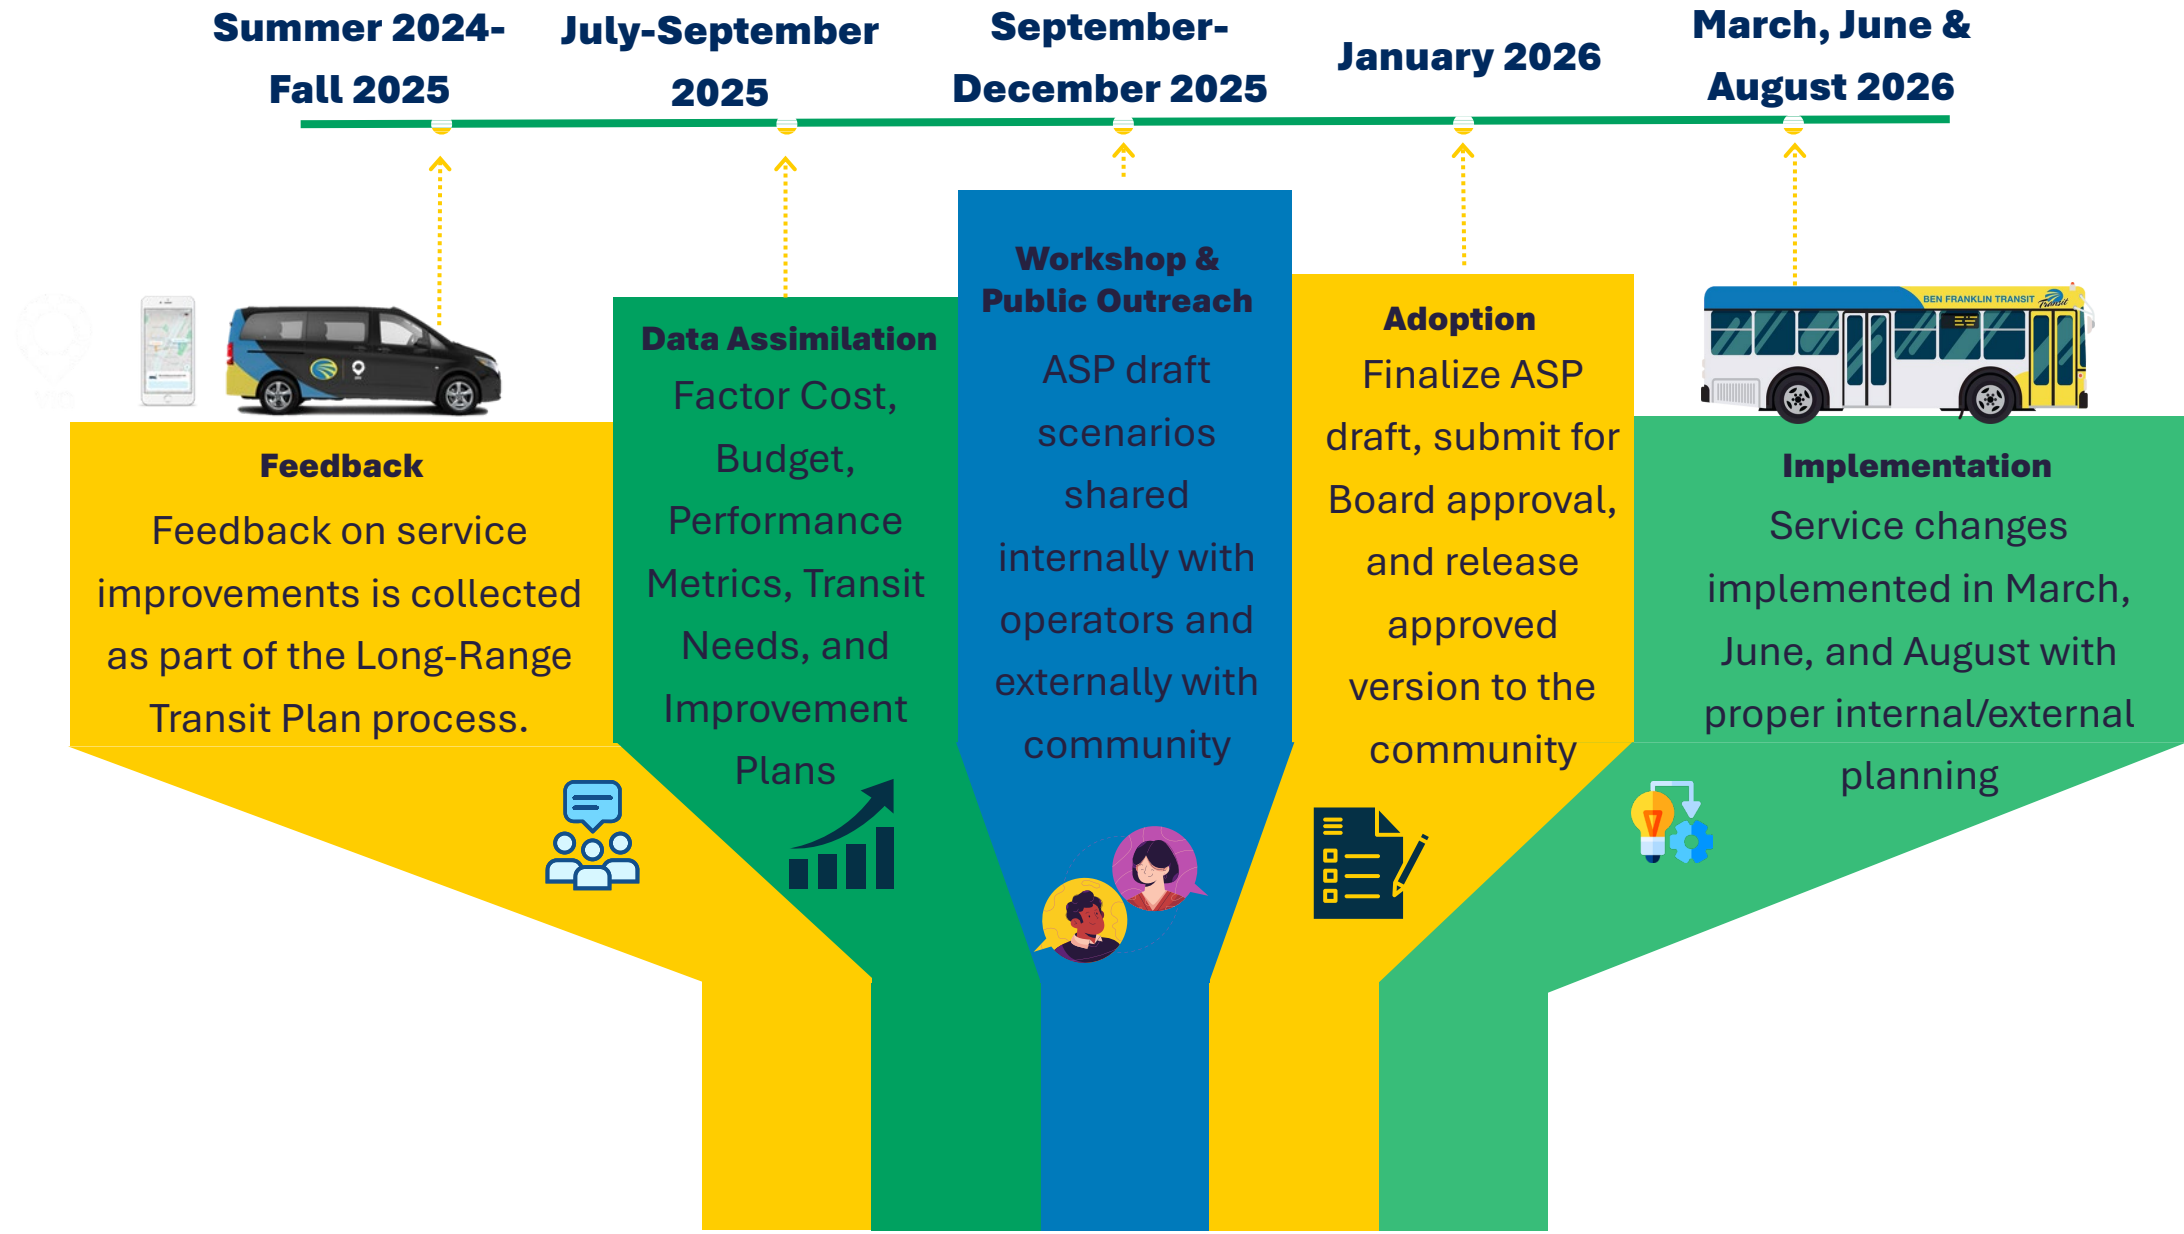 Summer 2024-
Fall 2025
July-September
2025
September-
December 2025
January 2026
March, June &
August 2026
Feedback
Feedback on service
improvements is collected
as part of the Long-Range
Transit Plan process.
Data Assimilation
Factor Cost,
Budget,
Performance
Metrics, Transit
Needs, and
Improvement
Plans
Workshop &
Public Outreach
ASP draft
scenarios
shared
internally with
operators and
externally with
community
Adoption
Finalize ASP
draft, submit for
Board approval,
and release
approved
version to the
community
BEN FRANKLIN TRANSIT
Transit
Implementation
Service changes
implemented in March,
June, and August with
proper internal/external
planning